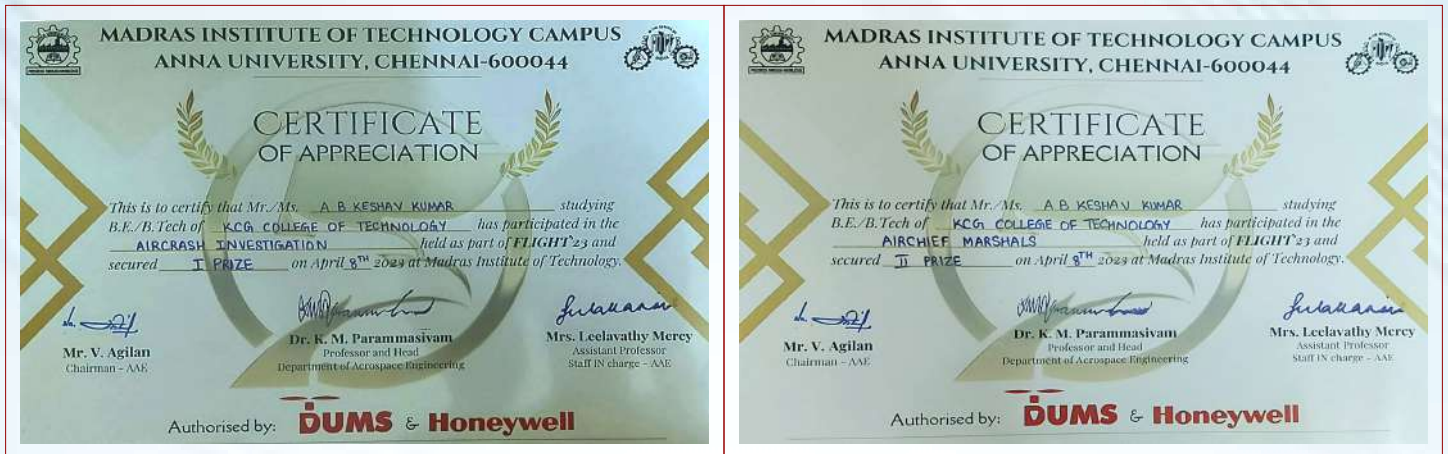 MADRAS INSTITUTE OF TECHNOLOGY CAMPUS
ANNA UNIVERSITY, CHENNAI-600044
CERTIFICATE
OF APPRECIATION
This is to certify that Mr./Ms. A B KESHAV KUMAR studying
B.E./B.Tech of KCG COLLEGE OF TECHNOLOGY has participated in the
AIRCRASH INVESTIGATION held as part of FLIGHT'23 and
secured I PRIZE on April 8TH 2023 at Madras Institute of Technology.
Mr. V. Agilan
Chairman - AAE
Dr. K. M. Parammasivam
Professor and Head
Department of Aerospace Engineering
Mrs. Leelavathy Mercy
Assistant Professor
Staff IN charge - AAE
Authorised by: DUMS & Honeywell
MADRAS INSTITUTE OF TECHNOLOGY CAMPUS
ANNA UNIVERSITY, CHENNAI-600044
CERTIFICATE
OF APPRECIATION
This is to certify that Mr./Ms. A B KESHAV KUMAR studying
B.E./B.Tech of KCG COLLEGE OF TECHNOLOGY has participated in the
AIRCHIEF MARSHALS held as part of FLIGHT'23 and
secured II PRIZE on April 8TH 2023 at Madras Institute of Technology.
Mr. V. Agilan
Chairman - AAE
Dr. K. M. Parammasivam
Professor and Head
Department of Aerospace Engineering
Mrs. Leelavathy Mercy
Assistant Professor
Staff IN charge - AAE
Authorised by: DUMS & Honeywell